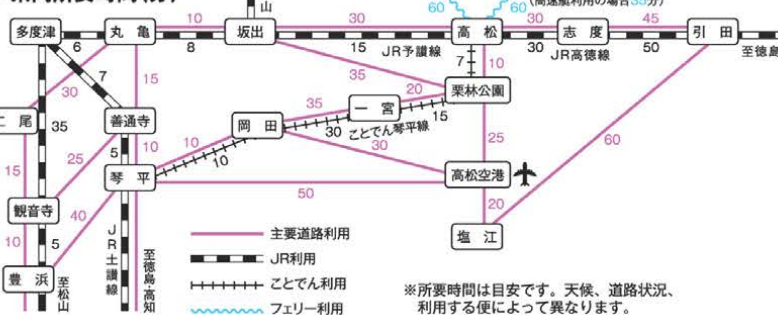 山
60
60
(高速艇利用の場合35分)
多度津
丸亀
坂出
高松
志度
引田
10
30
30
45
6
8
15
JR予讃線
30
JR高徳線
50
至徳島
7
10
7
15
30
35
20
栗林公園
仁尾
35
善通寺
岡田
35
一宮
15
30
ことでん琴平線
25
5
10
10
10
30
25
60
15
琴平
高松空港
50
20
観音寺
40
塩江
10
5
豊浜
至松山
JR土讃線
至徳島・高知
主要道路利用
JR利用
ことでん利用
フェリー利用
※所要時間は目安です。天候、道路状況、
利用する便によって異なります。